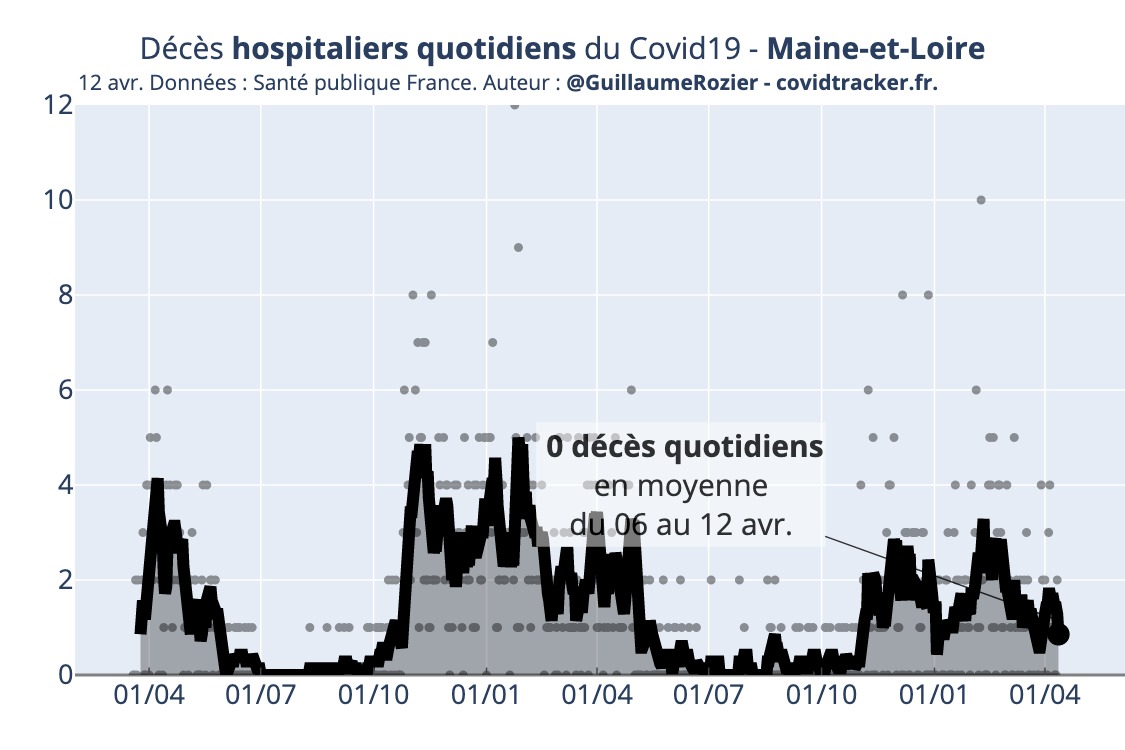 Décès hospitaliers quotidiens du Covid19 - Maine-et-Loire
12 avr. Données : Santé publique France. Auteur : @GuillaumeRozier - covidtracker.fr.
12
10
8
6
4
2
0
0 décès quotidiens
en moyenne
du 06 au 12 avr.
01/04 01/07 01/10 01/01 01/04 01/07 01/10 01/01 01/04